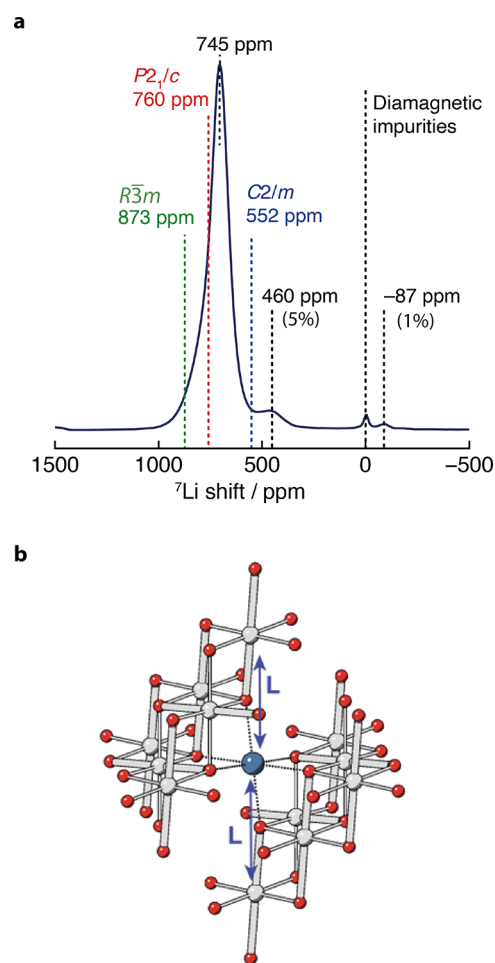 a
745 ppm
P2₁/c
760 ppm
Diamagnetic
impurities
R3̅m
873 ppm
C2/m
552 ppm
460 ppm
(5%)
−87 ppm
(1%)
1500 1000 500 0 −500
⁷Li shift / ppm
b
L
L